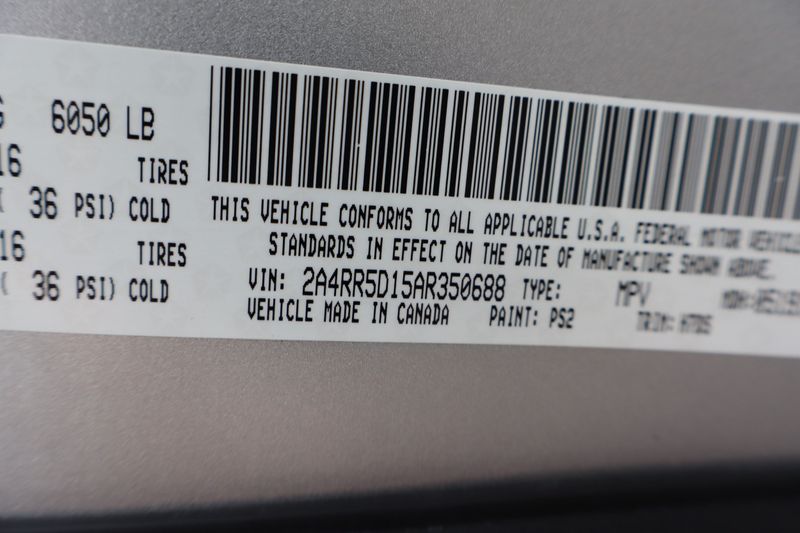 6050 LB
16 TIRES
( 36 PSI) COLD
16 TIRES
( 36 PSI) COLD
THIS VEHICLE CONFORMS TO ALL APPLICABLE U.S.A. FEDERAL MOTOR VEHICLE
STANDARDS IN EFFECT ON THE DATE OF MANUFACTURE SHOWN ABOVE.
VIN: 2A4RR5D15AR350688 TYPE: MPV
VEHICLE MADE IN CANADA PAINT: PS2 TRIM: